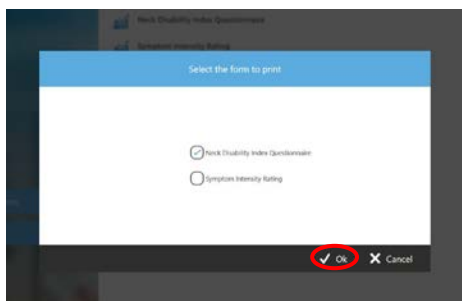 Neck Disability Index Questionnaire
Symptom Intensity Rating
Select the form to print
Neck Disability Index Questionnaire
Symptom Intensity Rating
Ok Cancel